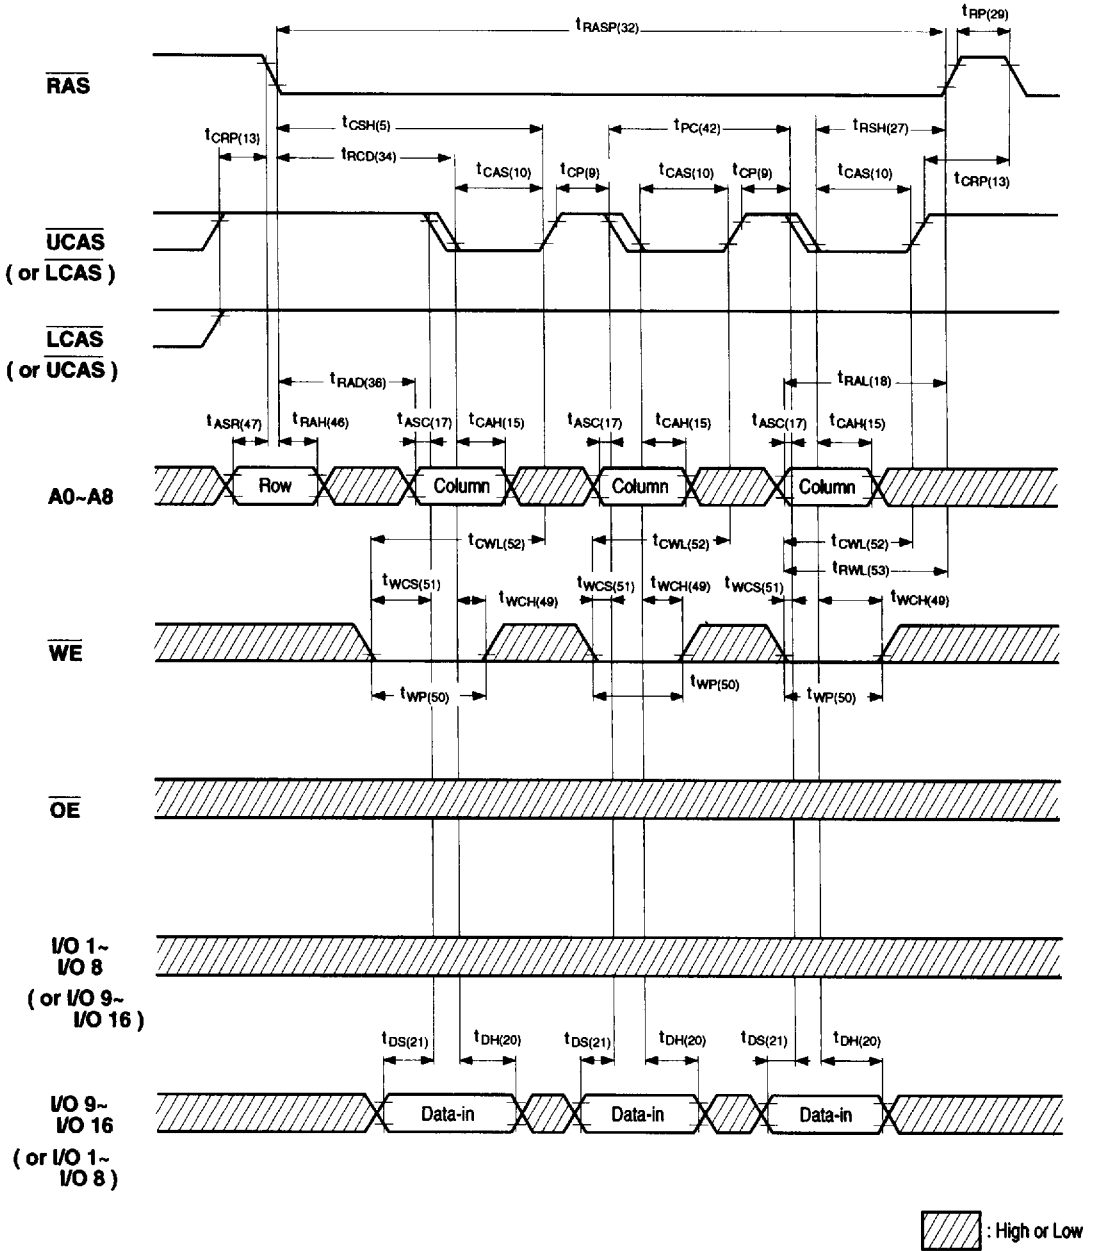 tRASP(32)
tRP(29)
RAS
tCRP(13)
tCSH(5)
tPC(42)
tRSH(27)
tRCD(34)
tCAS(10)
tCP(9)
tCAS(10)
tCP(9)
tCAS(10)
tCRP(13)
UCAS
( or LCAS )
LCAS
( or UCAS )
tRAD(36)
tRAL(18)
tASR(47)
tRAH(46)
tASC(17)
tCAH(15)
tASC(17)
tCAH(15)
tASC(17)
tCAH(15)
A0~A8
Row
Column
Column
Column
tCWL(52)
tCWL(52)
tCWL(52)
tRWL(53)
tWCS(51)
tWCH(49)
tWCS(51)
tWCH(49)
tWCS(51)
tWCH(49)
WE
tWP(50)
tWP(50)
tWP(50)
OE
I/O 1~
I/O 8
( or I/O 9~
I/O 16 )
tDS(21)
tDH(20)
tDS(21)
tDH(20)
tDS(21)
tDH(20)
I/O 9~
I/O 16
Data-in
Data-in
Data-in
( or I/O 1~
I/O 8 )
: High or Low